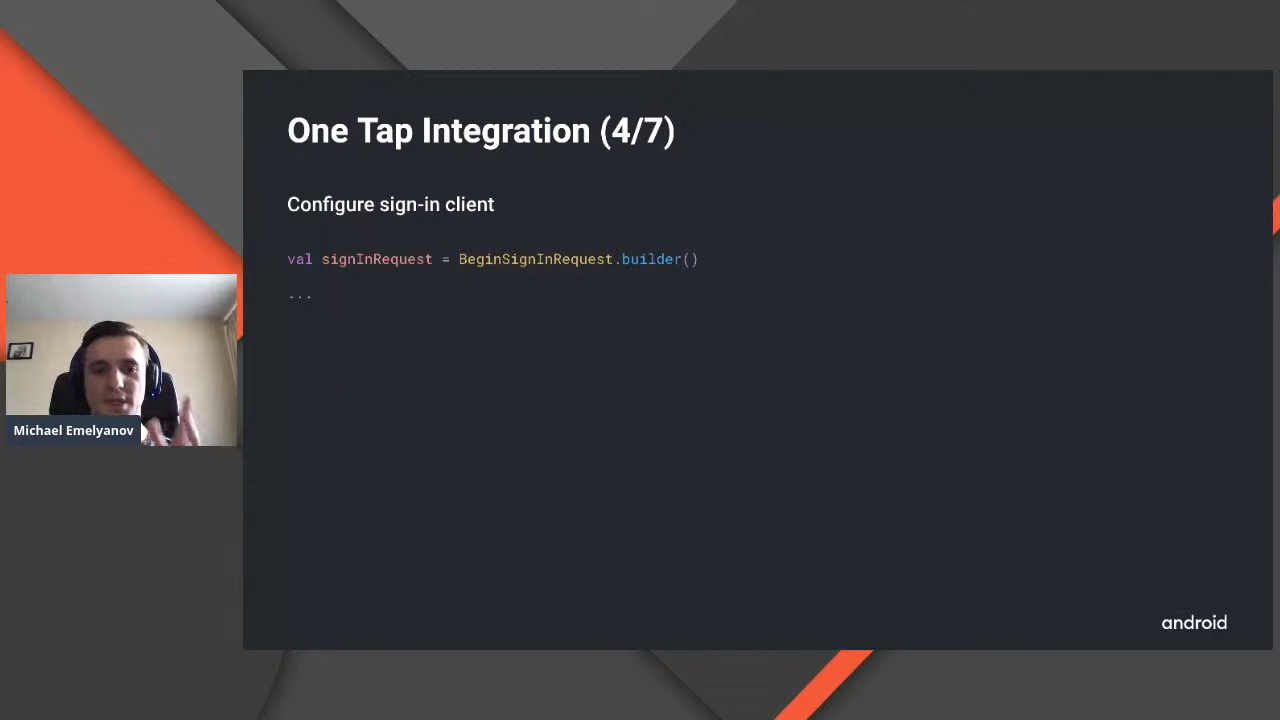 One Tap Integration (4/7)
Configure sign-in client
val signInRequest = BeginSignInRequest.builder()
...
Michael Emelyanov
android